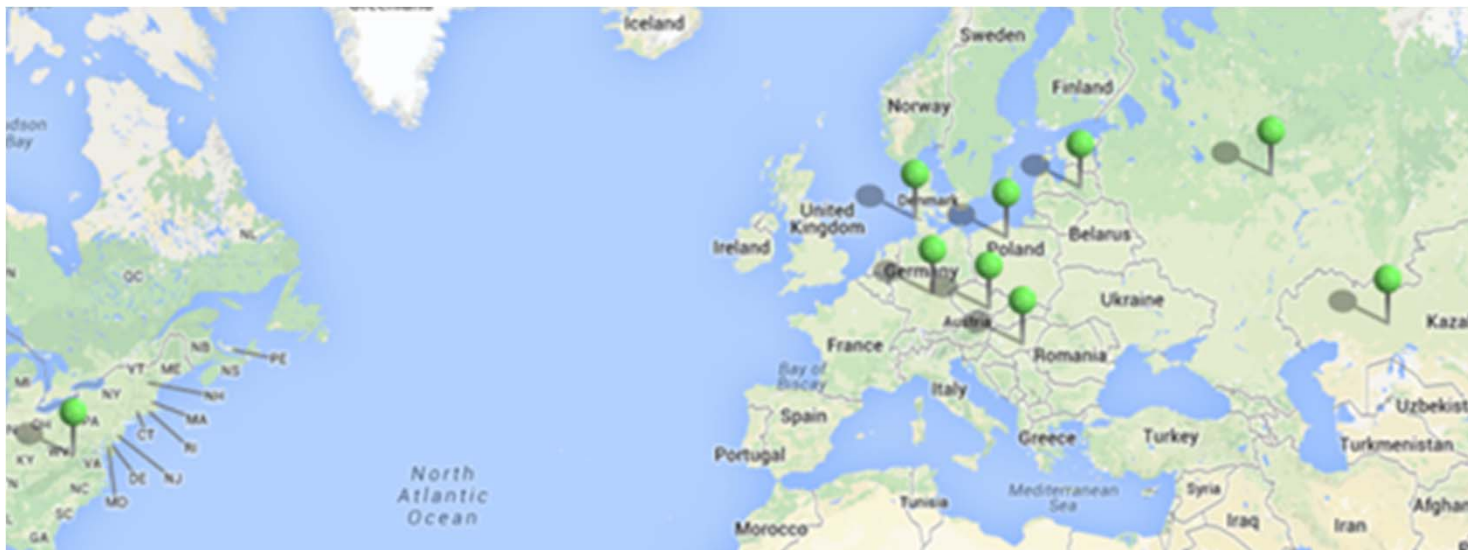 Iceland
Sweden
Finland
Norway
NL
QC
Denmark
United
Kingdom
Ireland
Poland
Belarus
Germany
Ukraine
Austria
France
Romania
NB
PE
VT
ME
NS
MI
NY
NH
Bay of
Biscay
Italy
Spain
MA
PA
OH
CT
RI
Greece
Turkey
Turkmenistan
Portugal
KY
VA
DE
NJ
NC
MD
North
Atlantic
Ocean
Tunisia
Mediterranean
Sea
Syria
SC
GA
Morocco
Iraq
Iran